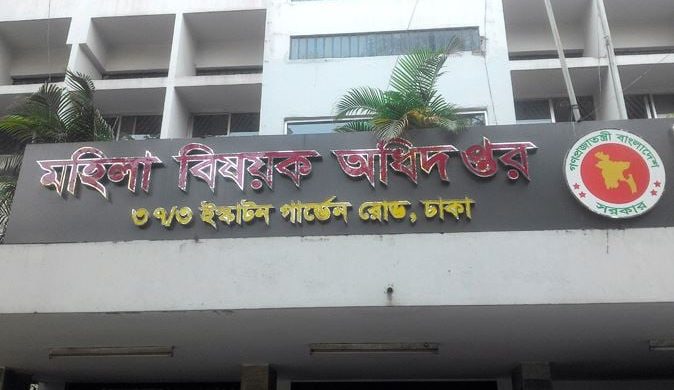 মহিলা বিষয়ক অধিদপ্তর
৩৭/৩ ইস্কাটন গার্ডেন রোড, ঢাকা
গণপ্রজাতন্ত্রী বাংলাদেশ
সরকার